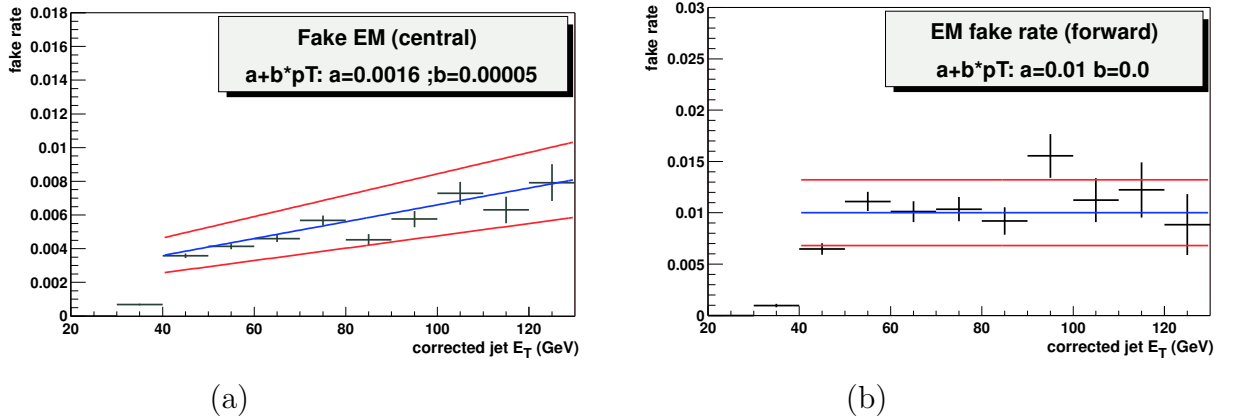 fake rate
0.018
0.016
0.014
0.012
0.01
0.008
0.006
0.004
0.002
0
Fake EM (central)
a+b*pT: a=0.0016 ;b=0.00005
20 40 60 80 100 120
corrected jet E_T (GeV)
(a)
fake rate
0.03
0.025
0.02
0.015
0.01
0.005
0
EM fake rate (forward)
a+b*pT: a=0.01 b=0.0
20 40 60 80 100 120
corrected jet E_T (GeV)
(b)